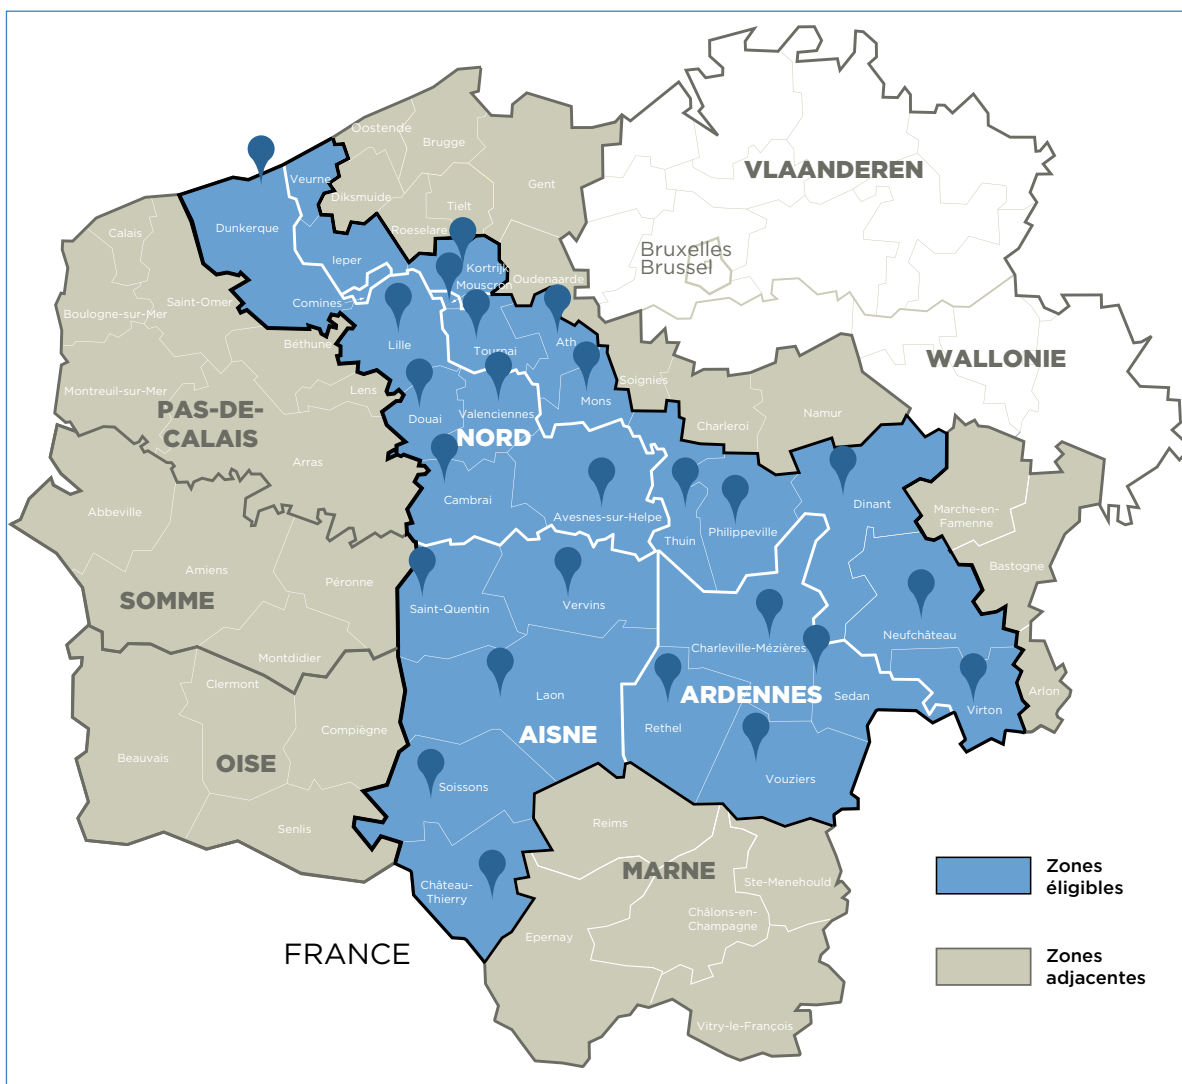 Oostende
Brugge
VLAANDEREN
Veurne
Gent
Diksmuide
Tielt
Dunkerque
Roeselare
Calais
Bruxelles
Brussel
Ieper
Kortrijk
Oudenaarde
Mouscron
Saint-Omer
Comines
Boulogne-sur-Mer
Béthune
Lille
Tournai
Ath
WALLONIE
Soignies
Montreuil-sur-Mer
Lens
Mons
PAS-DE-
CALAIS
Douai
Valenciennes
Charleroi
Namur
NORD
Arras
Cambrai
Abbeville
Avesnes-sur-Helpe
Thuin
Philippeville
Dinant
Marche-en-
Famenne
Amiens
Péronne
Bastogne
SOMME
Saint-Quentin
Vervins
Neufchâteau
Charleville-Mézières
Montdidier
Clermont
Laon
ARDENNES
Sedan
Arlon
Virton
Compiègne
AISNE
Rethel
Beauvais
OISE
Soissons
Vouziers
Senlis
Reims
MARNE
Château-
Thierry
Ste-Menehould
Châlons-en-
Champagne
Epernay
FRANCE
Vitry-le-François
Zones
éligibles
Zones
adjacentes